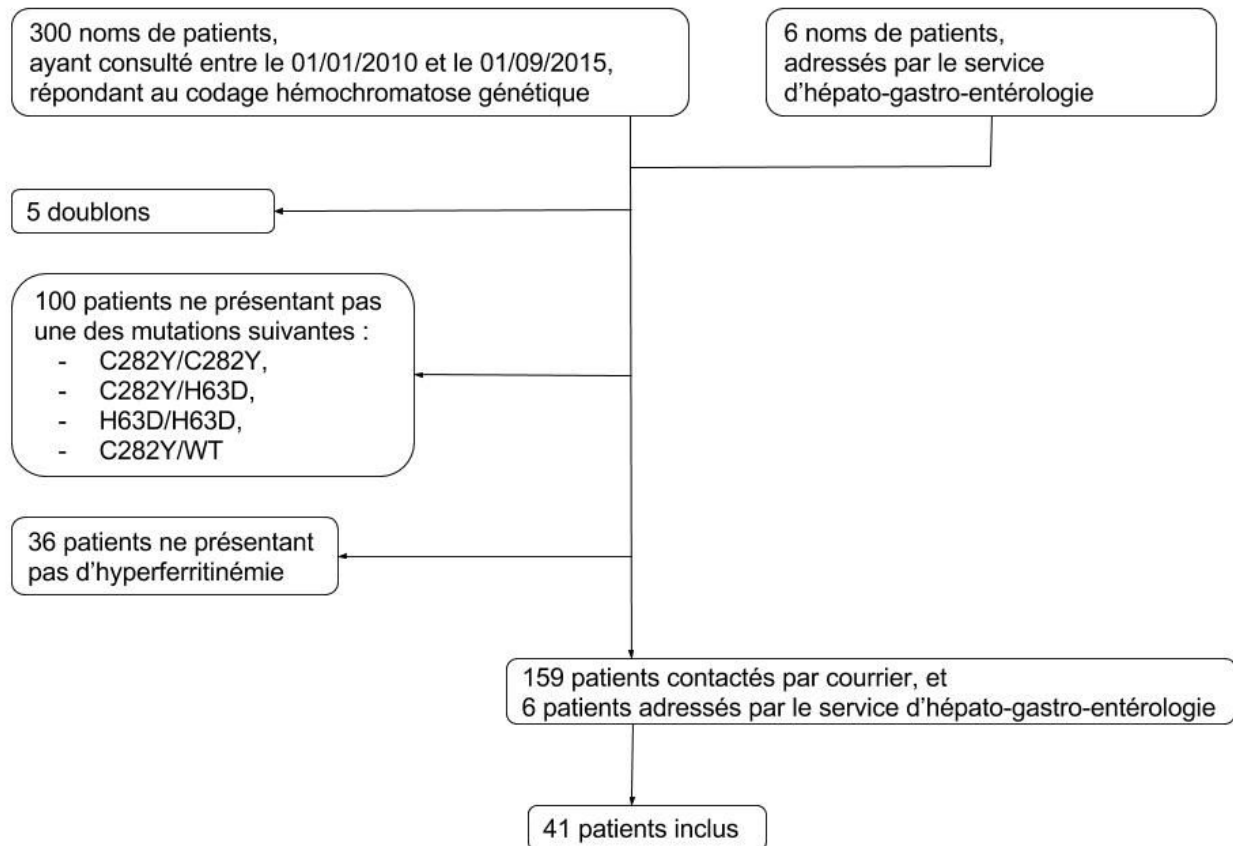 300 noms de patients,
ayant consulté entre le 01/01/2010 et le 01/09/2015,
répondant au codage hémochromatose génétique
6 noms de patients,
adressés par le service
d'hépato-gastro-entérologie
5 doublons
100 patients ne présentant pas
une des mutations suivantes :
- C282Y/C282Y,
- C282Y/H63D,
- H63D/H63D,
- C282Y/WT
36 patients ne présentant
pas d'hyperferritinémie
159 patients contactés par courrier, et
6 patients adressés par le service d'hépato-gastro-entérologie
41 patients inclus